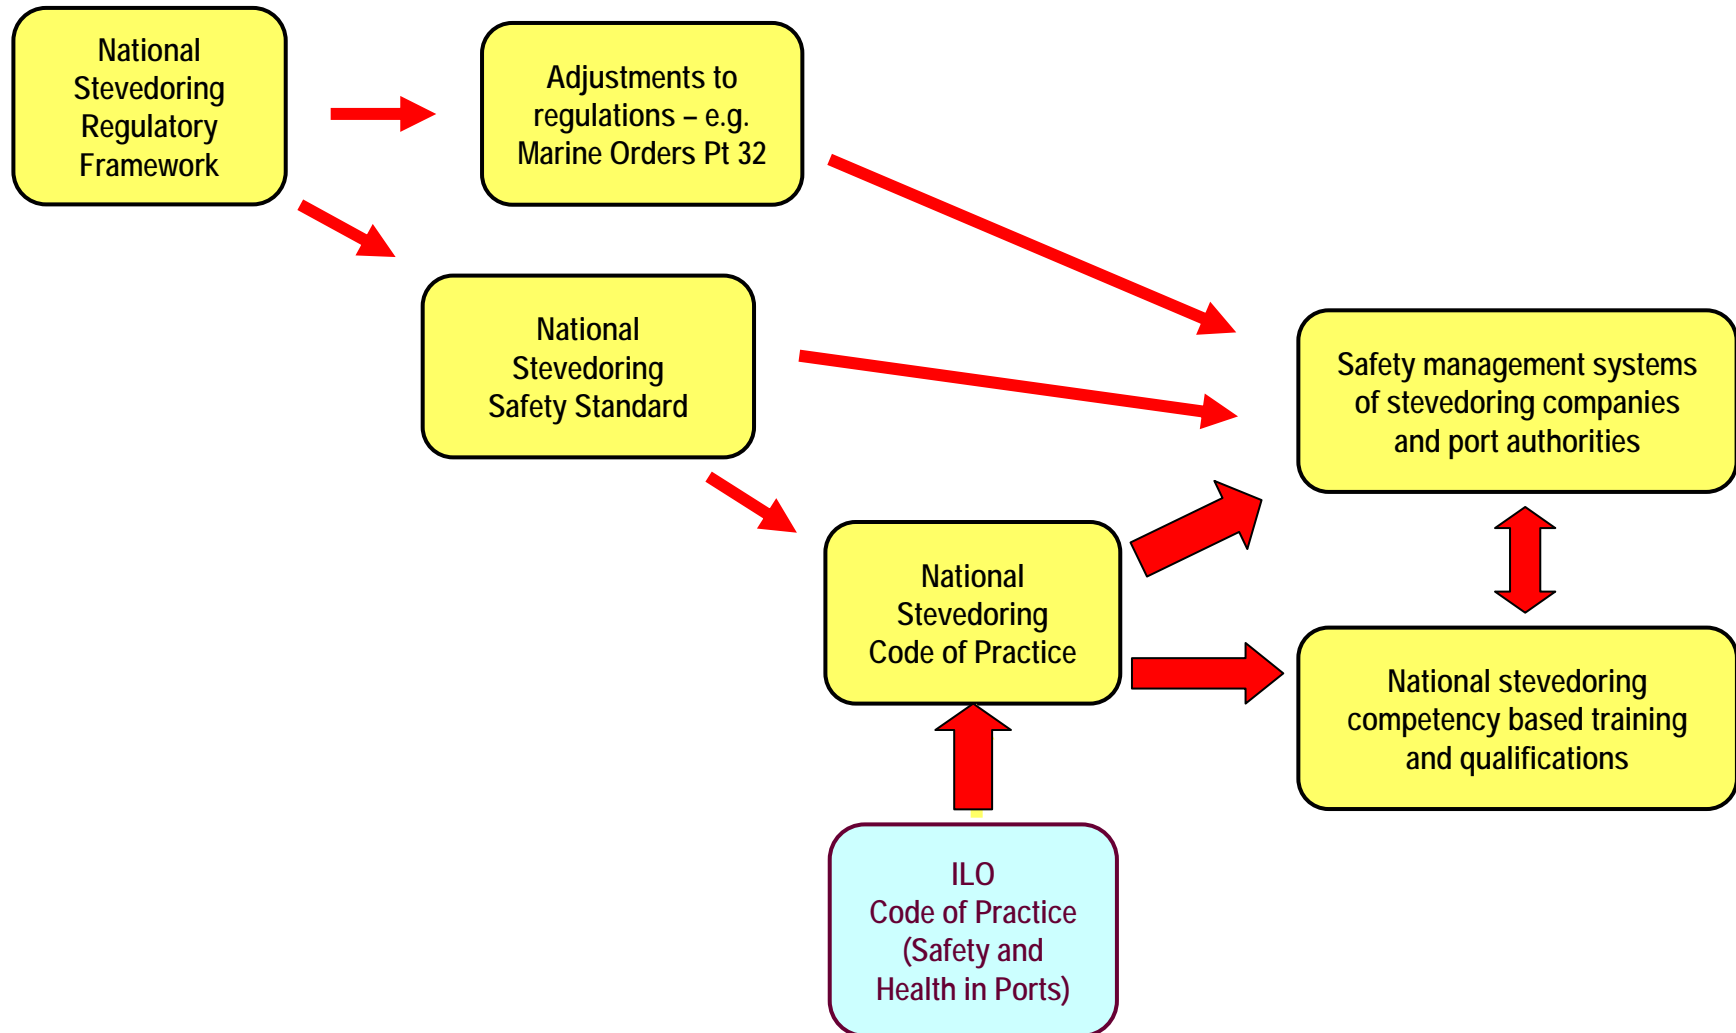 National
Stevedoring
Regulatory
Framework
Adjustments to
regulations – e.g.
Marine Orders Pt 32
National
Stevedoring
Safety Standard
Safety management systems
of stevedoring companies
and port authorities
National
Stevedoring
Code of Practice
National stevedoring
competency based training
and qualifications
ILO
Code of Practice
(Safety and
Health in Ports)